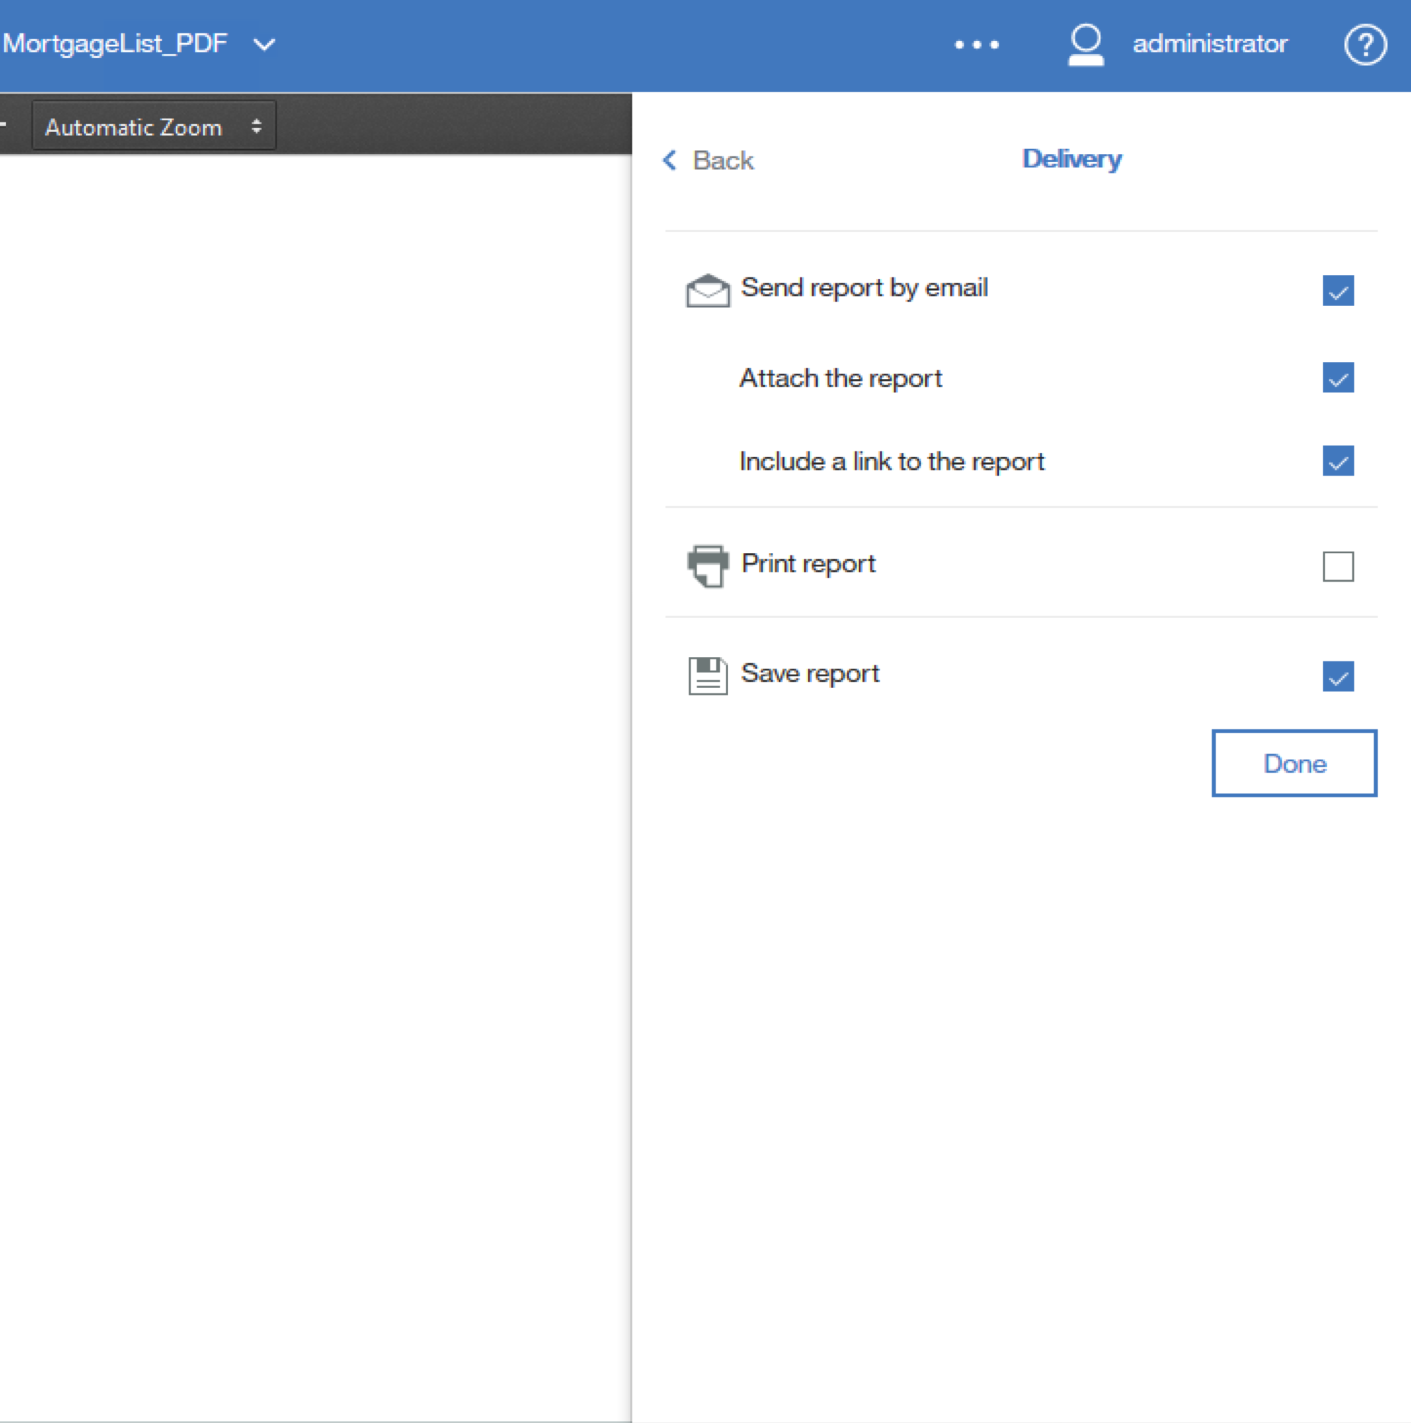 MortgageList_PDF
administrator
?
Automatic Zoom
Back
Delivery
Send report by email
Attach the report
Include a link to the report
Print report
Save report
Done